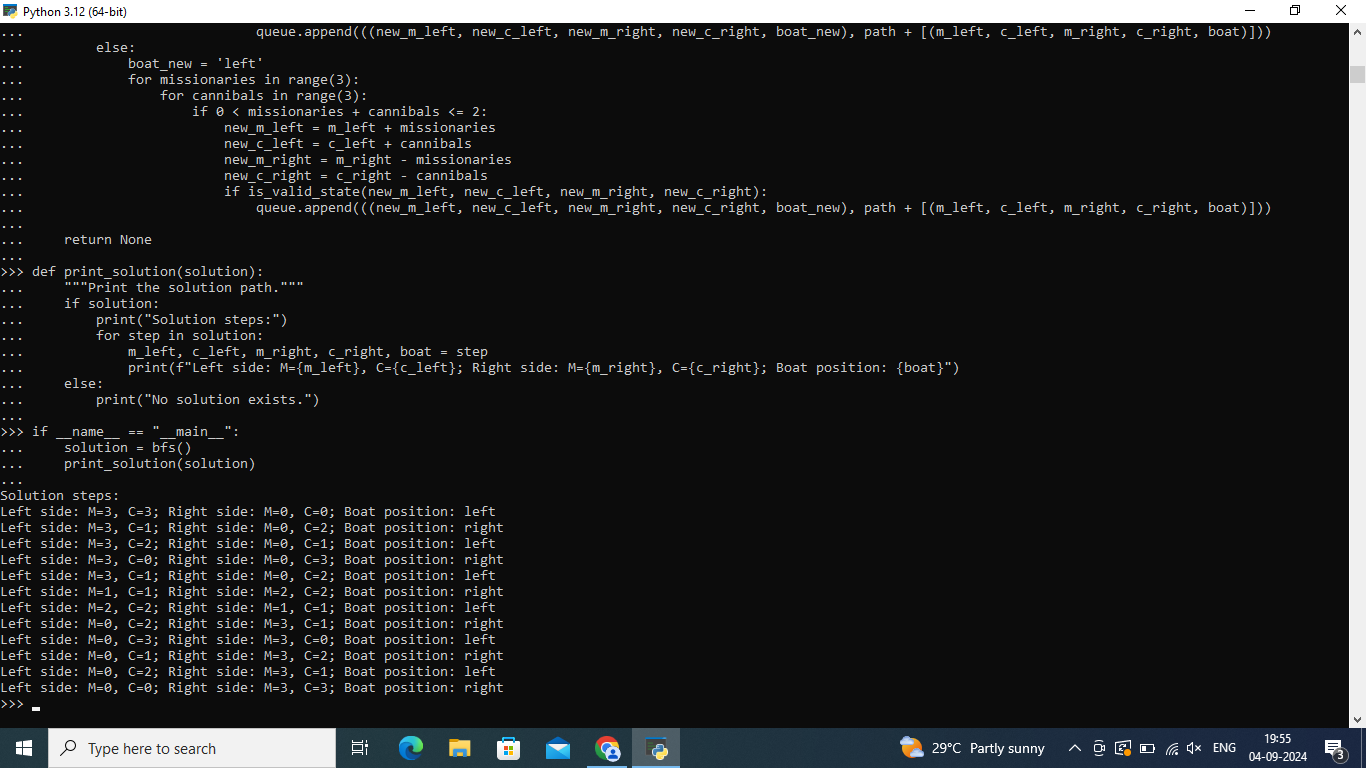 Python 3.12 (64-bit)
...                             queue.append(((new_m_left, new_c_left, new_m_right, new_c_right, boat_new), path + [(m_left, c_left, m_right, c_right, boat)]))
...         else:
...             boat_new = 'left'
...             for missionaries in range(3):
...                 for cannibals in range(3):
...                     if 0 < missionaries + cannibals <= 2:
...                         new_m_left = m_left + missionaries
...                         new_c_left = c_left + cannibals
...                         new_m_right = m_right - missionaries
...                         new_c_right = c_right - cannibals
...                         if is_valid_state(new_m_left, new_c_left, new_m_right, new_c_right):
...                             queue.append(((new_m_left, new_c_left, new_m_right, new_c_right, boat_new), path + [(m_left, c_left, m_right, c_right, boat)]))
...
...     return None
...
>>> def print_solution(solution):
...     """Print the solution path."""
...     if solution:
...         print("Solution steps:")
...         for step in solution:
...             m_left, c_left, m_right, c_right, boat = step
...             print(f"Left side: M={m_left}, C={c_left}; Right side: M={m_right}, C={c_right}; Boat position: {boat}")
...     else:
...         print("No solution exists.")
...
>>> if __name__ == "__main__":
...     solution = bfs()
...     print_solution(solution)
...
Solution steps:
Left side: M=3, C=3; Right side: M=0, C=0; Boat position: left
Left side: M=3, C=1; Right side: M=0, C=2; Boat position: right
Left side: M=3, C=2; Right side: M=0, C=1; Boat position: left
Left side: M=3, C=0; Right side: M=0, C=3; Boat position: right
Left side: M=3, C=1; Right side: M=0, C=2; Boat position: left
Left side: M=1, C=1; Right side: M=2, C=2; Boat position: right
Left side: M=2, C=2; Right side: M=1, C=1; Boat position: left
Left side: M=0, C=2; Right side: M=3, C=1; Boat position: right
Left side: M=0, C=3; Right side: M=3, C=0; Boat position: left
Left side: M=0, C=1; Right side: M=3, C=2; Boat position: right
Left side: M=0, C=2; Right side: M=3, C=1; Boat position: left
Left side: M=0, C=0; Right side: M=3, C=3; Boat position: right
>>>
Type here to search
29°C Partly sunny
ENG
19:55
04-09-2024
3